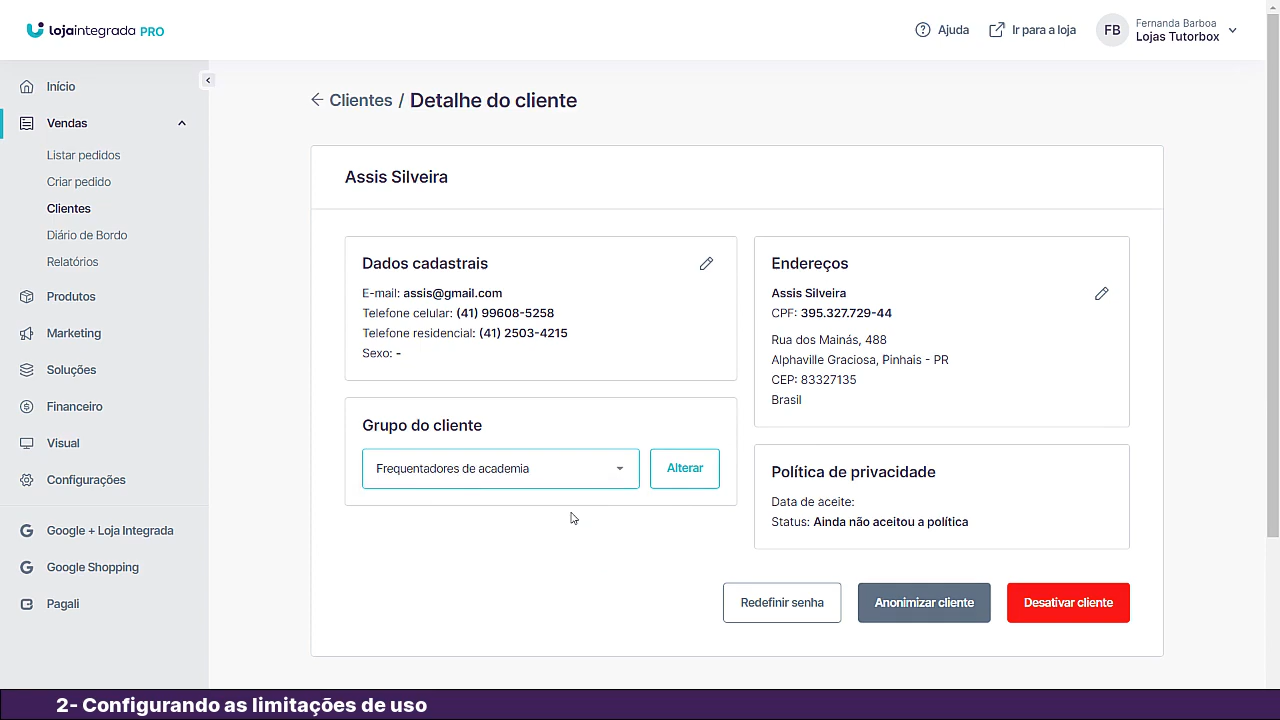 lojaintegrada PRO
Ajuda
Ir para a loja
FB
Fernanda Barboa
Lojas Tutorbox
Início
Vendas
Listar pedidos
Criar pedido
Clientes
Diário de Bordo
Relatórios
Produtos
Marketing
Soluções
Financeiro
Visual
Configurações
Google + Loja Integrada
Google Shopping
Pagali
Clientes / Detalhe do cliente
Assis Silveira
Dados cadastrais
E-mail: assis@gmail.com
Telefone celular: (41) 99608-5258
Telefone residencial: (41) 2503-4215
Sexo: -
Grupo do cliente
Frequentadores de academia
Alterar
Endereços
Assis Silveira
CPF: 395.327.729-44
Rua dos Mainás, 488
Alphaville Graciosa, Pinhais - PR
CEP: 83327135
Brasil
Política de privacidade
Data de aceite:
Status: Ainda não aceitou a política
Redefinir senha
Anonimizar cliente
Desativar cliente
2- Configurando as limitações de uso